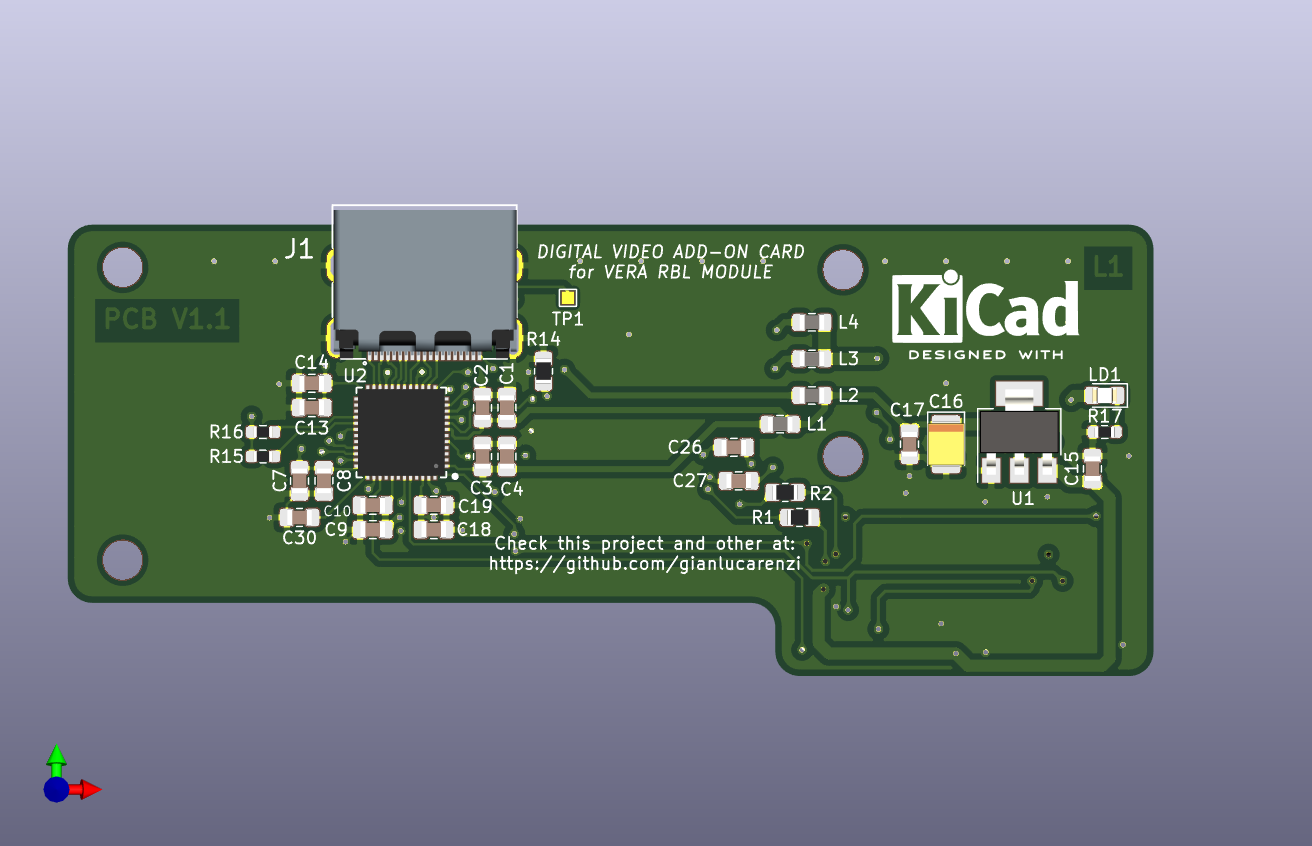 J1
DIGITAL VIDEO ADD-ON CARD
for VERA RBL MODULE
L1
PCB V1.1
TP1
KiCad
DESIGNED WITH
L4
R14
L3
C14
U2
C2
C1
LD1
L2
C17
C16
R17
C13
L1
R16
C26
R15
C7
C8
C3
C4
C27
C15
R2
U1
C10
C19
R1
C9
C18
C30
Check this project and other at:
https://github.com/gianlucarenzi